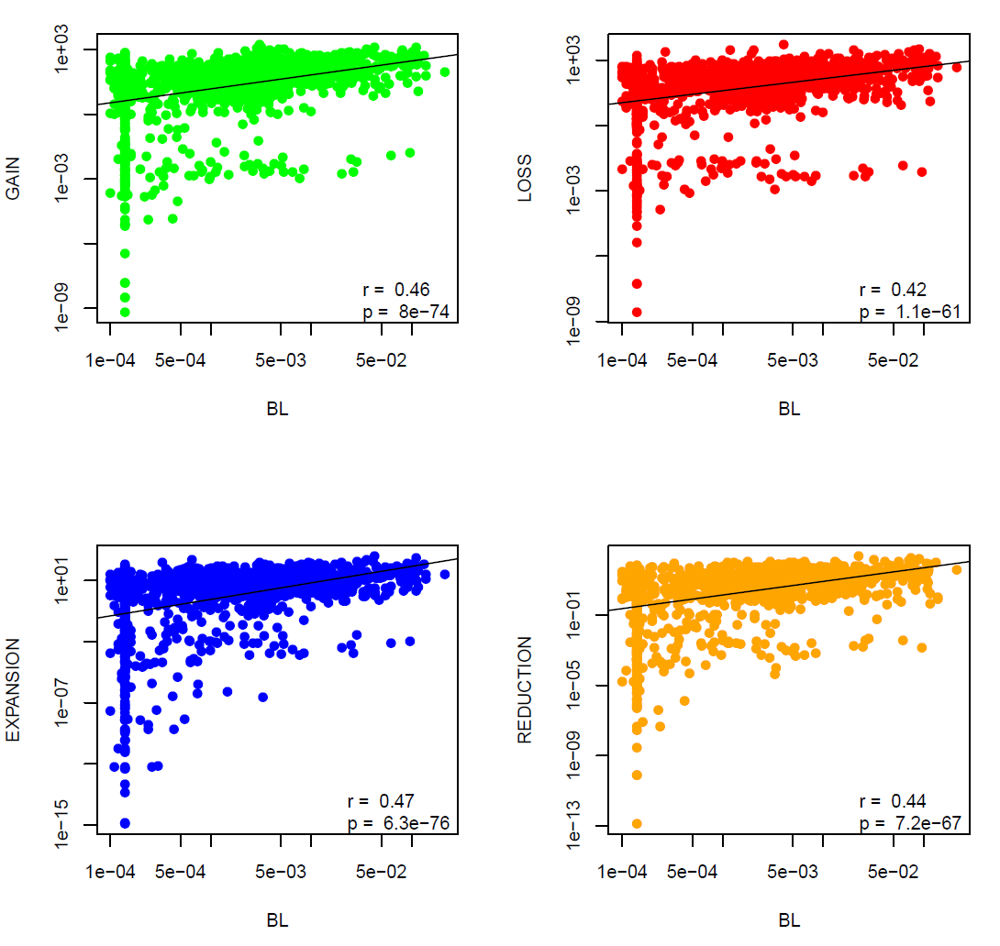 GAIN
1e+03
1e−03
1e−09
r = 0.46
p = 8e−74
1e−04 5e−04 5e−03 5e−02
BL
LOSS
1e+03
1e−03
1e−09
r = 0.42
p = 1.1e−61
1e−04 5e−04 5e−03 5e−02
BL
EXPANSION
1e+01
1e−07
1e−15
r = 0.47
p = 6.3e−76
1e−04 5e−04 5e−03 5e−02
BL
REDUCTION
1e−01
1e−05
1e−09
1e−13
r = 0.44
p = 7.2e−67
1e−04 5e−04 5e−03 5e−02
BL